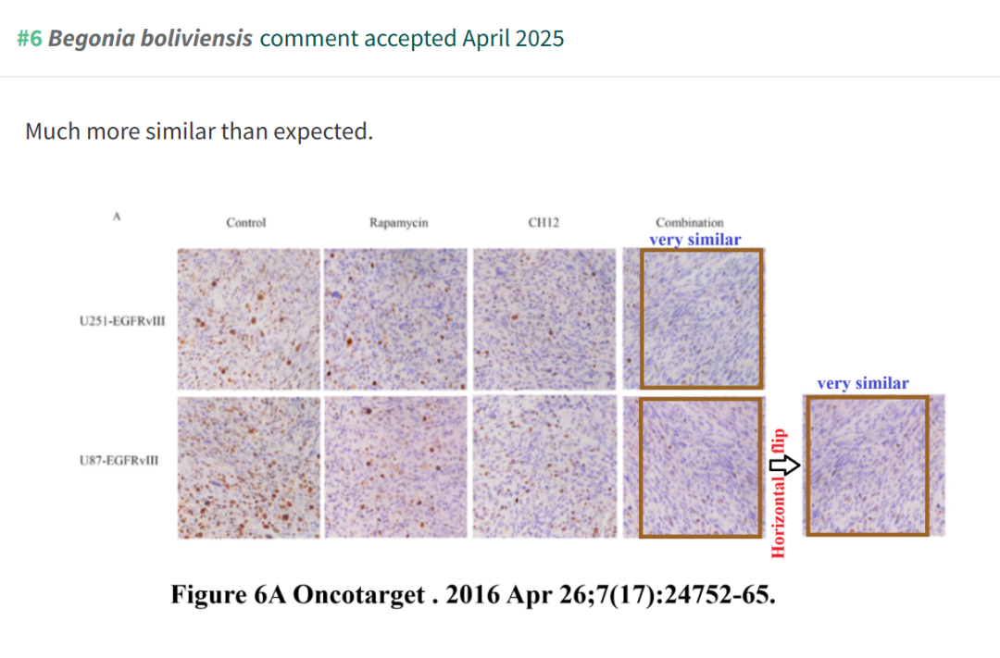 #6 Begonia boliviensis comment accepted April 2025
Much more similar than expected.
A
Control Rapamycin CH12 Combination
very similar
U251-EGFRvIII
very similar
U87-EGFRvIII
Horizontal flip
Figure 6A Oncotarget . 2016 Apr 26;7(17):24752-65.